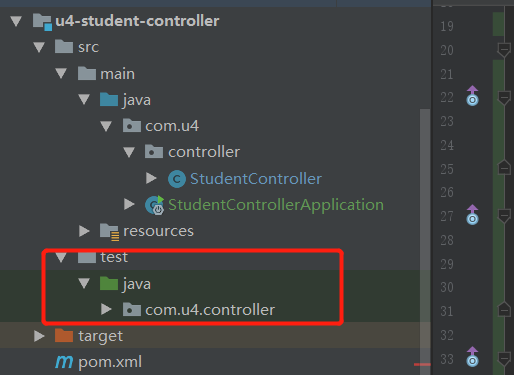 u4-student-controller
src
main
java
com.u4
controller
StudentController
StudentControllerApplication
resources
test
java
com.u4.controller
target
pom.xml
19
20
21
22
23
24
25
26
27
28
29
30
31
32
33